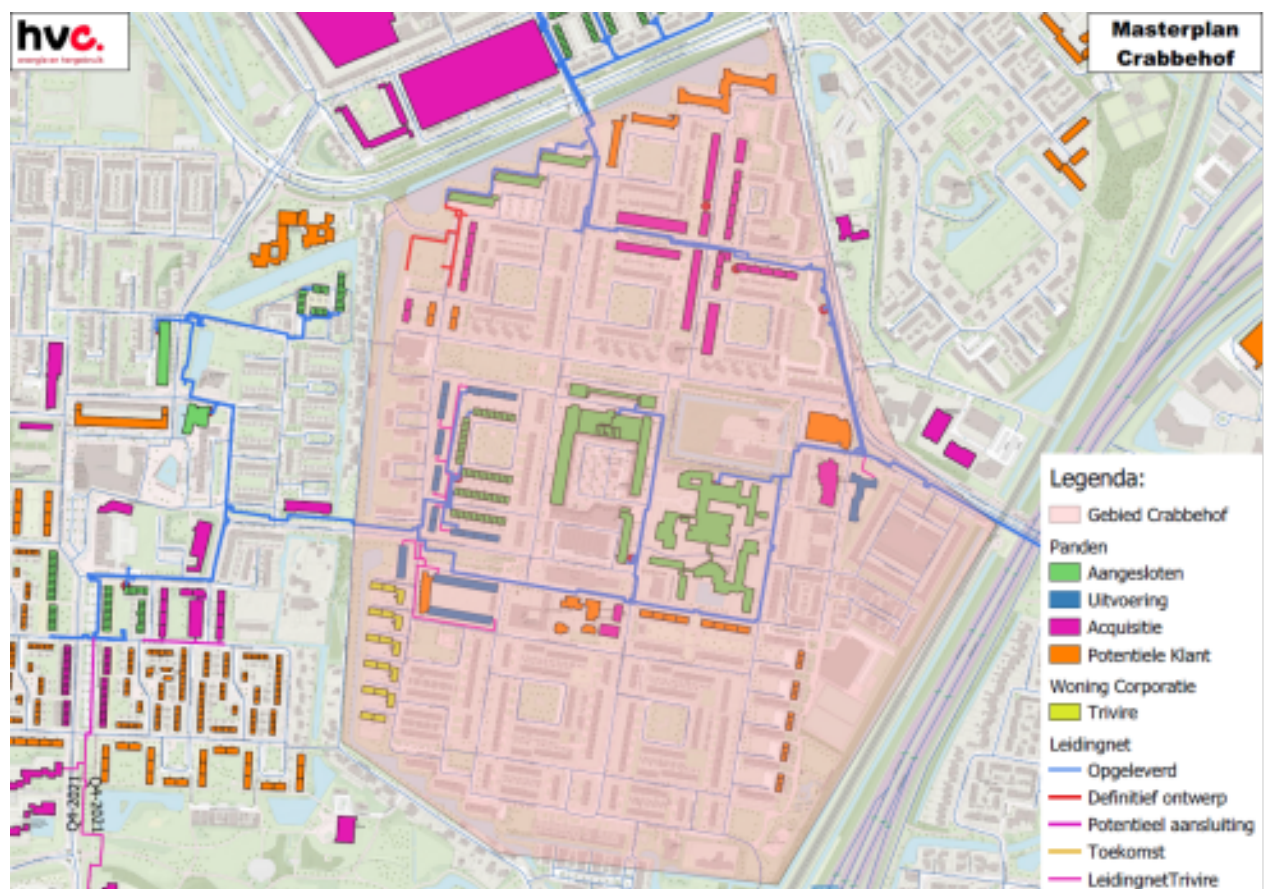 hvc.
energie en hergebruik
Masterplan
Crabbehof
Legenda:
Gebied Crabbehof
Panden
Aangesloten
Uitvoering
Acquisitie
Potentiele Klant
Woning Corporatie
Trivire
Leidingnet
Opgeleverd
Definitief ontwerp
Potentieel aansluiting
Toekomst
LeidingnetTrivire
Q4-2021
Q4-2021